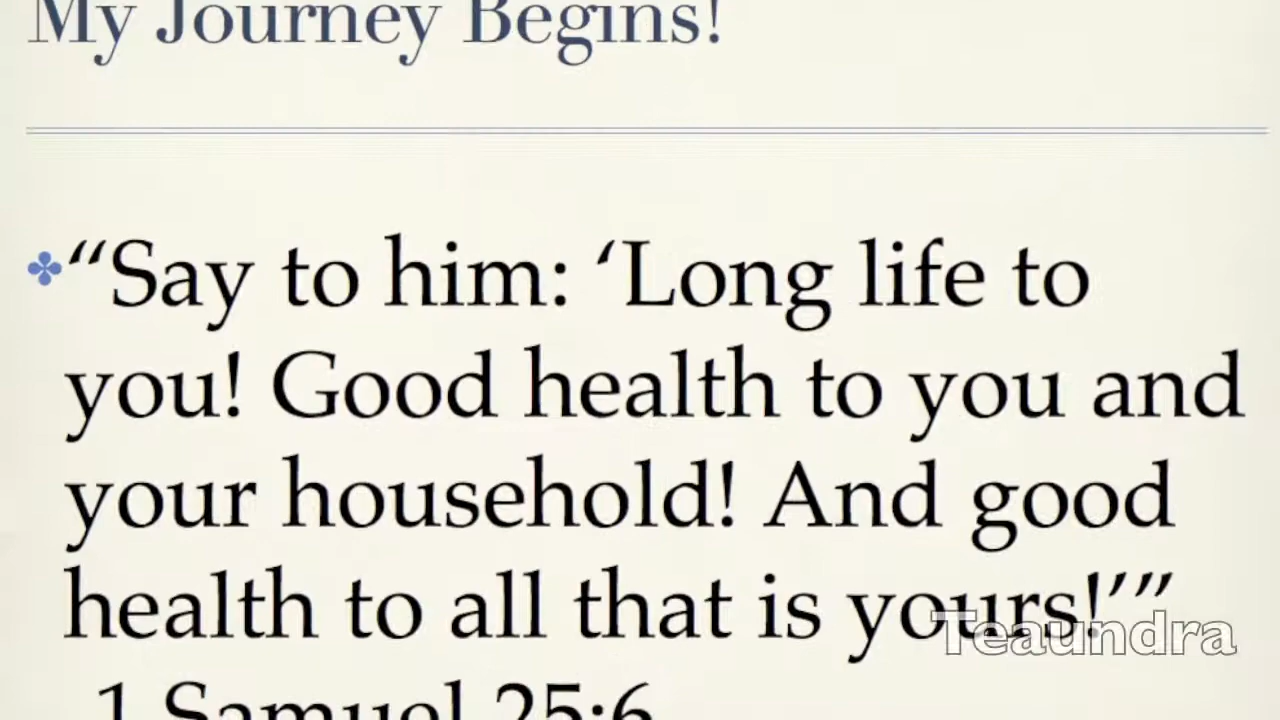 My Journey Begins!
“Say to him: ‘Long life to
you! Good health to you and
your household! And good
health to all that is yours!’”
1 Samuel 25:6
Teaundra